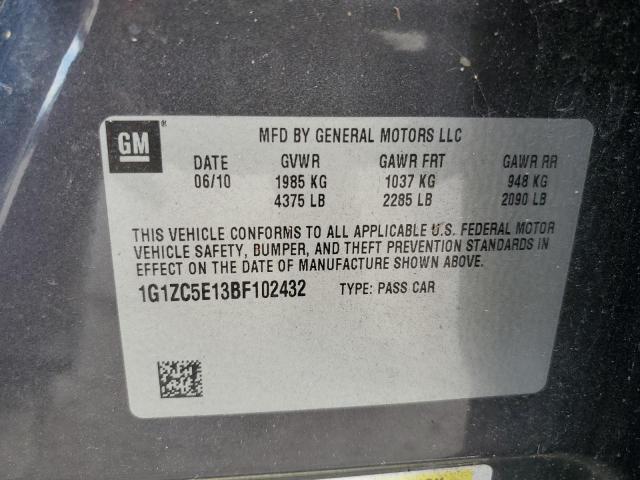 GM ® MFD BY GENERAL MOTORS LLC
DATE GVWR GAWR FRT GAWR RR
06/10 1985 KG 1037 KG 948 KG
4375 LB 2285 LB 2090 LB
THIS VEHICLE CONFORMS TO ALL APPLICABLE U.S. FEDERAL MOTOR
VEHICLE SAFETY, BUMPER, AND THEFT PREVENTION STANDARDS IN
EFFECT ON THE DATE OF MANUFACTURE SHOWN ABOVE.
1G1ZC5E13BF102432 TYPE: PASS CAR